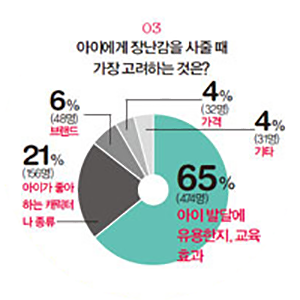 03
아이에게 장난감을 사줄 때
가장 고려하는 것은?
6%
(48명)
브랜드
4%
(32명)
가격
4%
(31명)
기타
21%
(156명)
아이가 좋아
하는 캐릭터
나 종류
65%
(474명)
아이 발달에
유용한지, 교육
효과